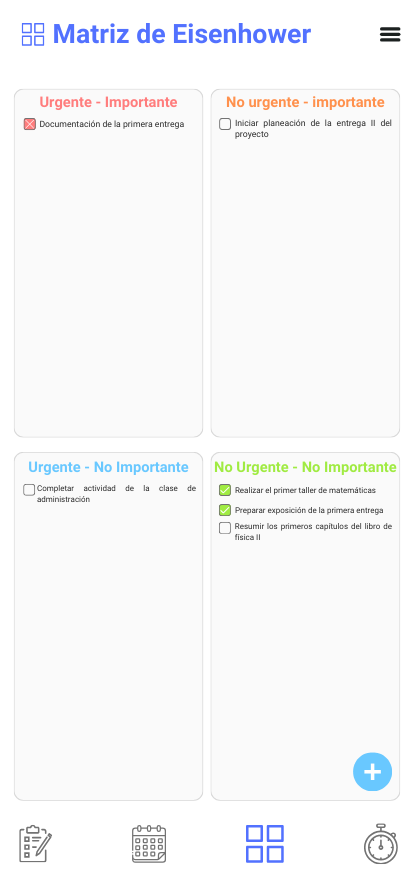 Matriz de Eisenhower
Urgente - Importante
Documentación de la primera entrega
No urgente - importante
Iniciar planeación de la entrega II del
proyecto
Urgente - No Importante
Completar actividad de la clase de
administración
No Urgente - No Importante
Realizar el primer taller de matemáticas
Preparar exposición de la primera entrega
Resumir los primeros capítulos del libro de
física II